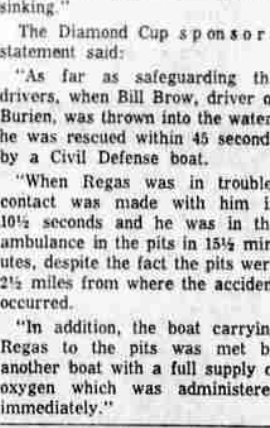 sinking."
The Diamond Cup sponsor
statement said:
"As far as safeguarding th
drivers, when Bill Brow, driver o
Burien, was thrown into the water
he was rescued within 45 second
by a Civil Defense boat.
"When Regas was in trouble
contact was made with him i
10½ seconds and he was in th
ambulance in the pits in 15½ min
utes, despite the fact the pits wer
2½ miles from where the acciden
occurred.
"In addition, the boat carryin
Regas to the pits was met b
another boat with a full supply o
oxygen which was administere
immediately."